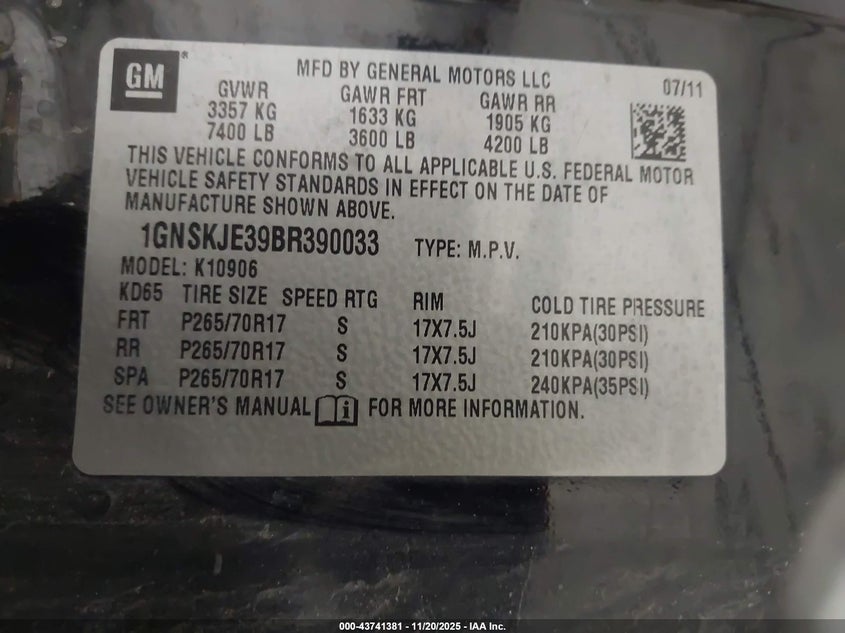 GM
MFD BY GENERAL MOTORS LLC 07/11
GVWR GAWR FRT GAWR RR
3357 KG 1633 KG 1905 KG
7400 LB 3600 LB 4200 LB
THIS VEHICLE CONFORMS TO ALL APPLICABLE U.S. FEDERAL MOTOR
VEHICLE SAFETY STANDARDS IN EFFECT ON THE DATE OF
MANUFACTURE SHOWN ABOVE.
1GNSKJE39BR390033 TYPE: M.P.V.
MODEL: K10906
KD65 TIRE SIZE SPEED RTG RIM COLD TIRE PRESSURE
FRT P265/70R17 S 17X7.5J 210KPA(30PSI)
RR P265/70R17 S 17X7.5J 210KPA(30PSI)
SPA P265/70R17 S 17X7.5J 240KPA(35PSI)
SEE OWNER'S MANUAL FOR MORE INFORMATION.
000-43741381 - 11/20/2025 - IAA Inc.